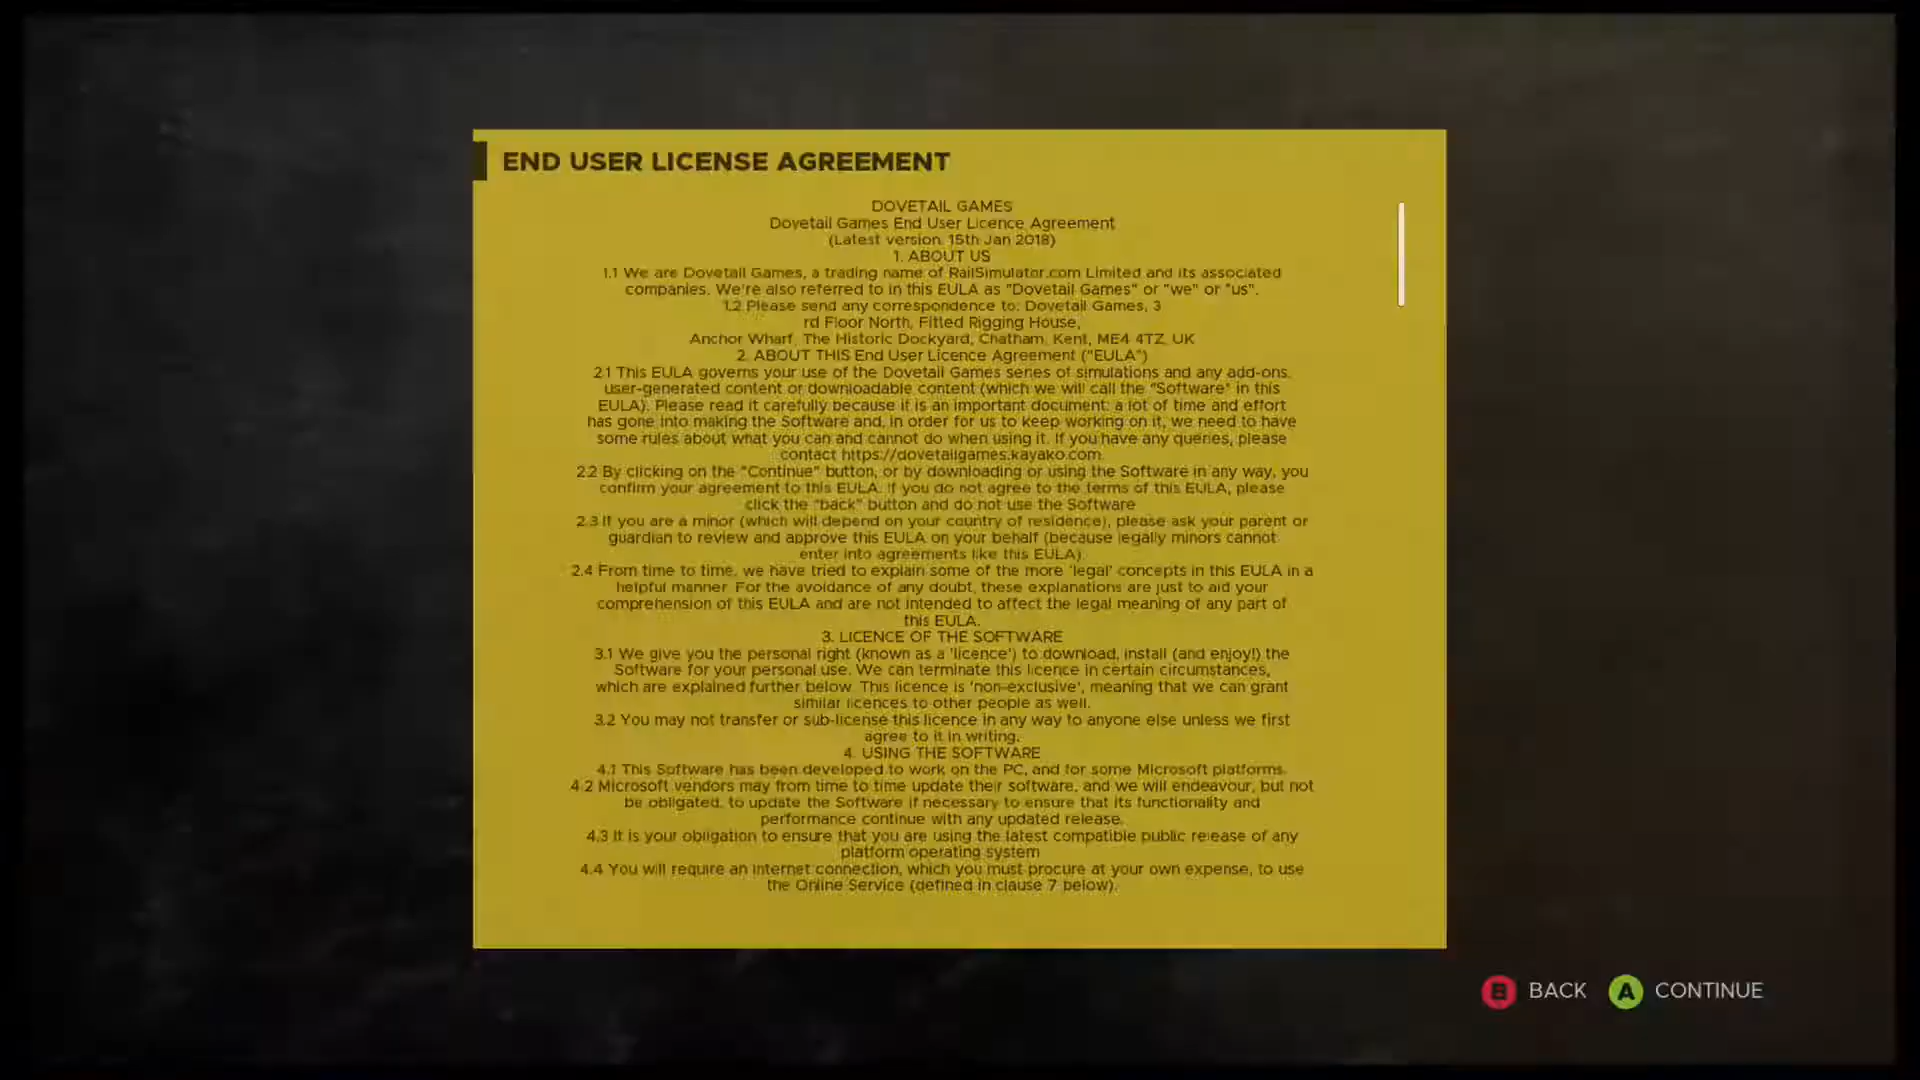 END USER LICENSE AGREEMENT
DOVETAIL GAMES
Dovetail Games End User Licence Agreement
(Latest version 15th Jan 2018)
1. ABOUT US
1.1 We are Dovetail Games, a trading name of RailSimulator.com Limited and its associated
companies. We're also referred to in this EULA as "Dovetail Games" or "we" or "us".
1.2 Please send any correspondence to: Dovetail Games, 3
rd Floor North, Fitted Rigging House,
Anchor Wharf, The Historic Dockyard, Chatham, Kent, ME4 4TZ, UK
2. ABOUT THIS End User Licence Agreement ("EULA")
2.1 This EULA governs your use of the Dovetail Games series of simulations and any add-ons,
user-generated content or downloadable content (which we will call the "Software" in this
EULA). Please read it carefully because it is an important document: a lot of time and effort
has gone into making the Software and, in order for us to keep working on it, we need to have
some rules about what you can and cannot do when using it. If you have any queries, please
contact https://dovetailgames.kayako.com.
2.2 By clicking on the "Continue" button, or by downloading or using the Software in any way, you
confirm your agreement to this EULA. If you do not agree to the terms of this EULA, please
click the "back" button and do not use the Software
2.3 If you are a minor (which will depend on your country of residence), please ask your parent or
guardian to review and approve this EULA on your behalf (because legally minors cannot
enter into agreements like this EULA).
2.4 From time to time, we have tried to explain some of the more 'legal' concepts in this EULA in a
helpful manner. For the avoidance of any doubt, these explanations are just to aid your
comprehension of this EULA and are not intended to affect the legal meaning of any part of
this EULA.
3. LICENCE OF THE SOFTWARE
3.1 We give you the personal right (known as a 'licence') to download, install (and enjoy!) the
Software for your personal use. We can terminate this licence in certain circumstances,
which are explained further below. This licence is 'non-exclusive', meaning that we can grant
similar licences to other people as well.
3.2 You may not transfer or sub-license this licence in any way to anyone else unless we first
agree to it in writing.
4. USING THE SOFTWARE
4.1 This Software has been developed to work on the PC, and for some Microsoft platforms.
4.2 Microsoft vendors may from time to time update their software, and we will endeavour, but not
be obligated, to update the Software if necessary to ensure that its functionality and
performance continue with any updated release.
4.3 It is your obligation to ensure that you are using the latest compatible public release of any
platform operating system
4.4 You will require an internet connection, which you must procure at your own expense, to use
the Online Service (defined in clause 7 below).
B BACK A CONTINUE